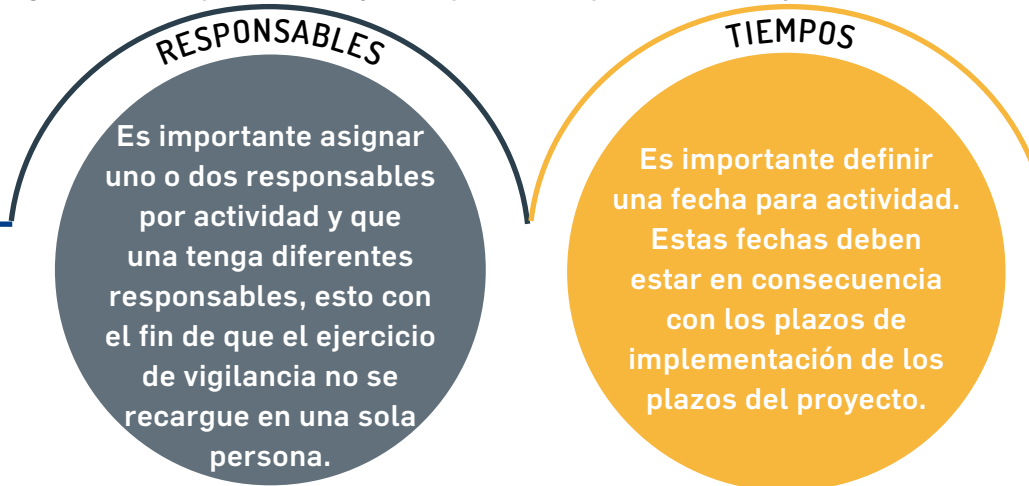 RESPONSABLES
Es importante asignar
uno o dos responsables
por actividad y que
una tenga diferentes
responsables, esto con
el fin de que el ejercicio
de vigilancia no se
recargue en una sola
persona.
TIEMPOS
Es importante definir
una fecha para actividad.
Estas fechas deben
estar en consecuencia
con los plazos de
implementación de los
plazos del proyecto.